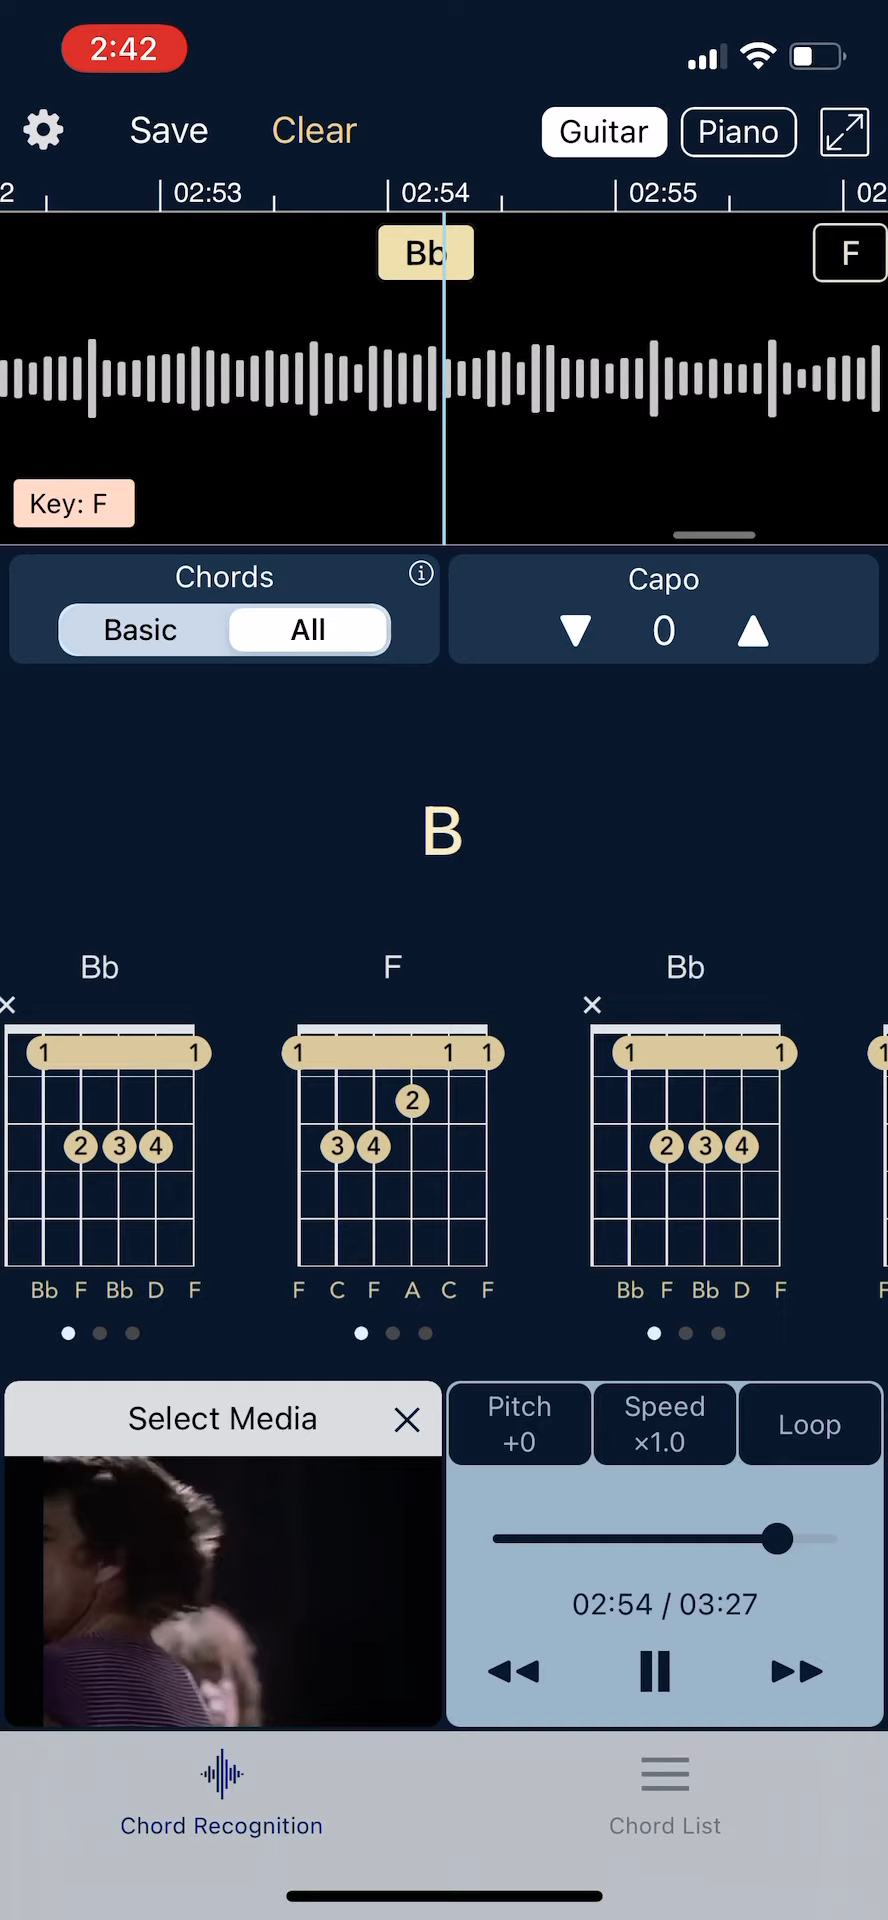 2:42
Save Clear Guitar Piano
2 02:53 02:54 02:55 02
Bb F
Key: F
Chords Capo
Basic All 0
B
Bb F Bb
× ×
1 1 1 1 1 1 1 1
2
2 3 4 3 4 2 3 4
Bb F Bb D F F C F A C F Bb F Bb D F F
Select Media × Pitch +0 Speed ×1.0 Loop
02:54 / 03:27
Chord Recognition Chord List